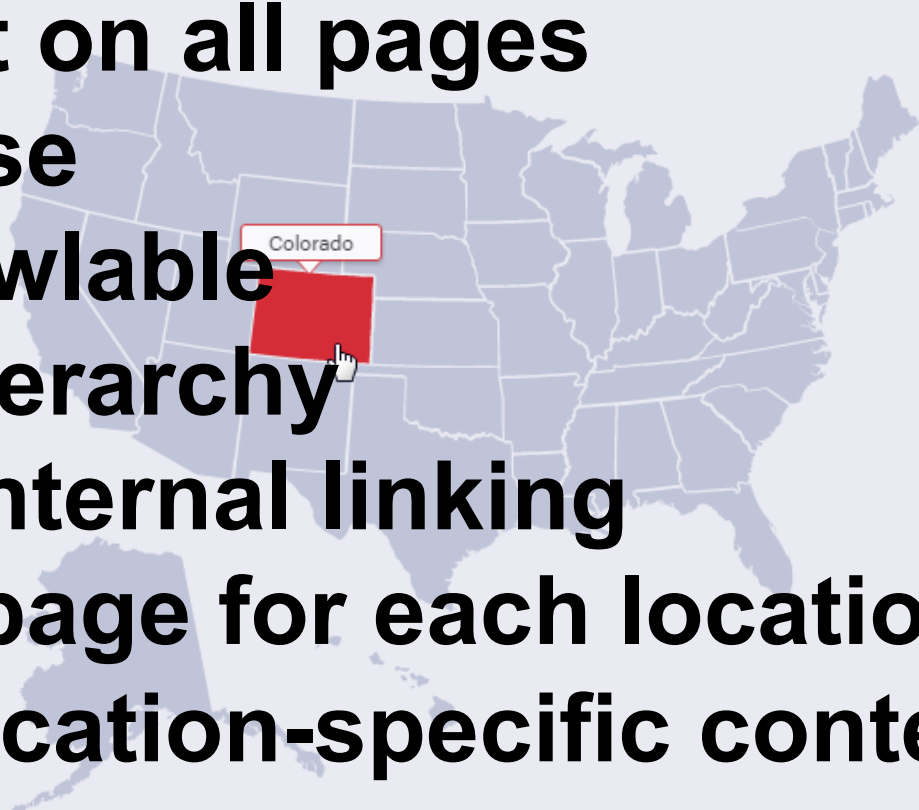 t on all pages
se
Colorado
wlable
erarchy
nternal linking
page for each locatio
cation-specific conte